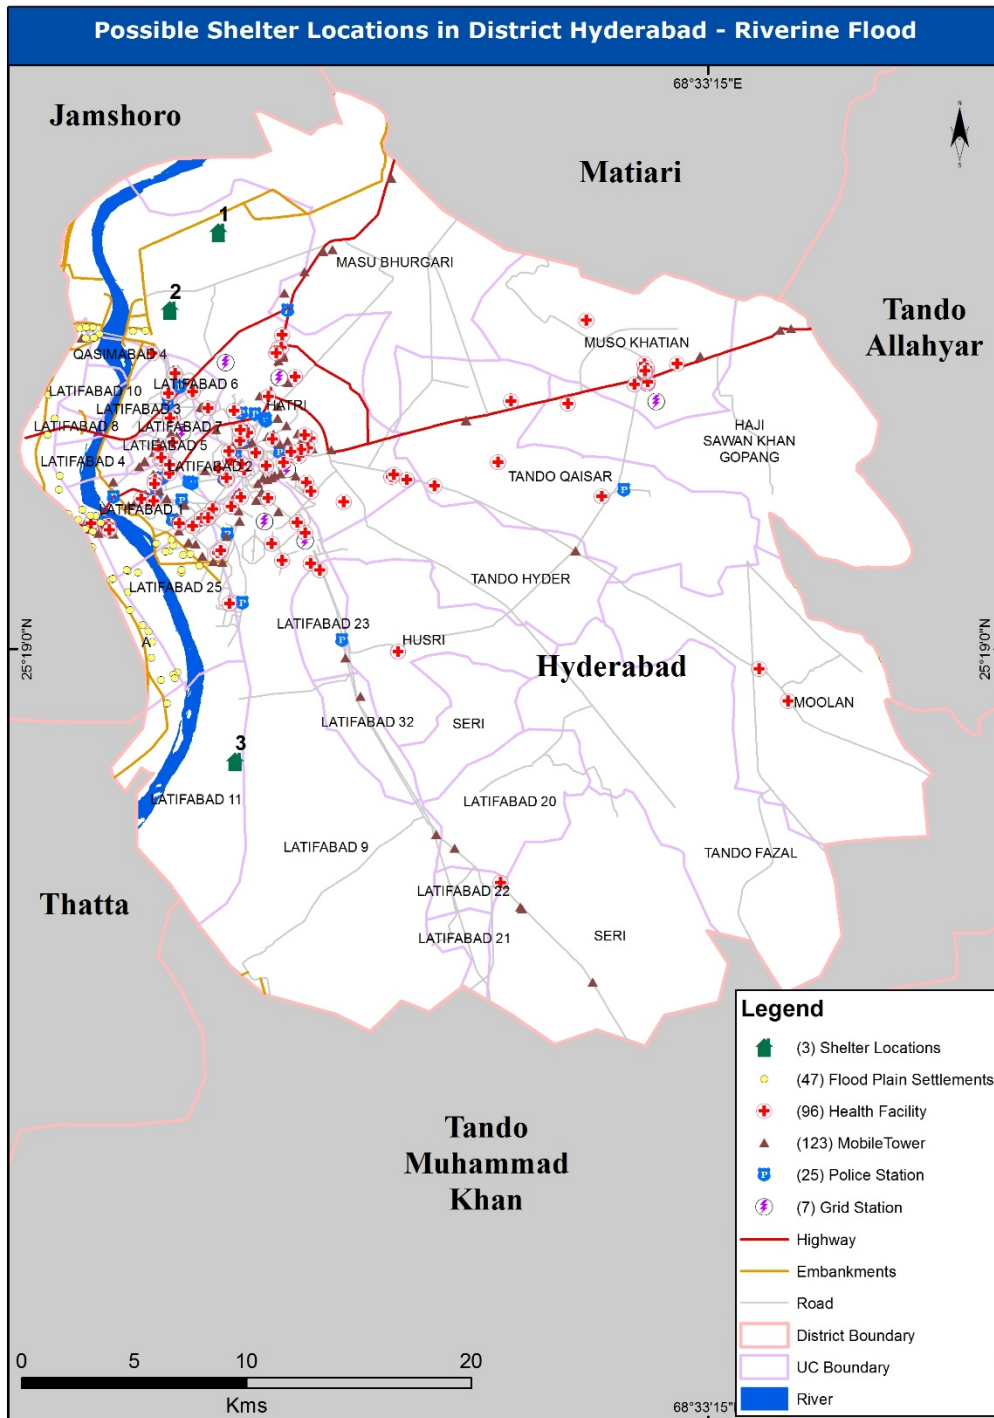 Possible Shelter Locations in District Hyderabad - Riverine Flood
68°33'15"E
Jamshoro
N
Matiari
S
1
MASU BHURGARI
2
Tando
Allahyar
MUSO KHATIAN
QASIMABAD 4
LATIFABAD 6
LATIFABAD 10
LATIFABAD 3
HATRI
LATIFABAD 8
LATIFABAD 7
HAJI
SAWAN KHAN
GOPANG
LATIFABAD 5
LATIFABAD 4
LATIFABAD 2
TANDO QAISAR
LATIFABAD 1
TANDO HYDER
LATIFABAD 25
LATIFABAD 23
25°19'0"N
A
HUSRI
25°19'0"N
Hyderabad
MOOLAN
LATIFABAD 32
SERI
3
LATIFABAD 11
LATIFABAD 20
LATIFABAD 9
TANDO FAZAL
Thatta
LATIFABAD 22
LATIFABAD 21
SERI
Legend
(3) Shelter Locations
(47) Flood Plain Settlements
(96) Health Facility
(123) MobileTower
P (25) Police Station
(7) Grid Station
Highway
Embankments
Road
District Boundary
UC Boundary
River
Tando
Muhammad
Khan
0 5 10 20
Kms
68°33'15"